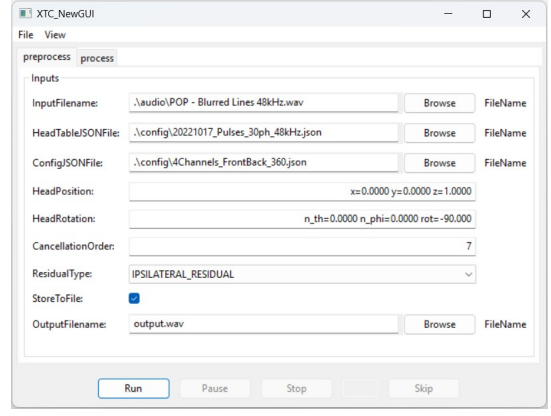 XTC_NewGUI
File View
preprocess process
Inputs
InputFilename: .\audio\POP - Blurred Lines 48kHz.wav Browse FileName
HeadTableJSONFile: .\config\20221017_Pulses_30ph_48kHz.json Browse FileName
ConfigJSONFile: .\config\4Channels_FrontBack_360.json Browse FileName
HeadPosition: x=0.0000 y=0.0000 z=1.0000
HeadRotation: n_th=0.0000 n_phi=0.0000 rot=-90.000
CancellationOrder: 7
ResidualType: IPSILATERAL_RESIDUAL
StoreToFile:
OutputFilename: output.wav Browse FileName
Run Pause Stop Skip